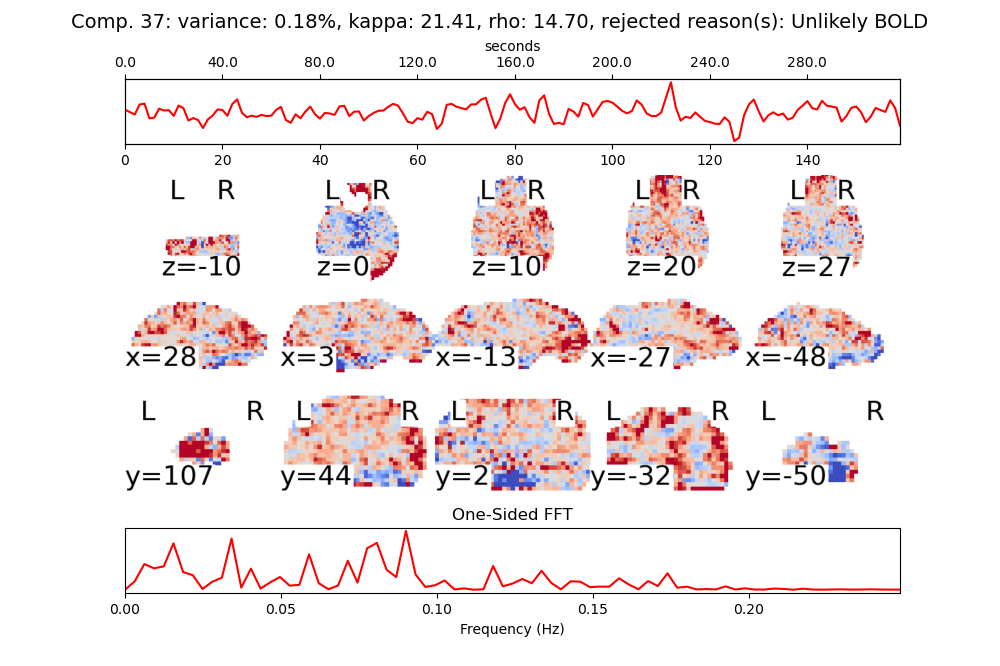 Comp. 37: variance: 0.18%, kappa: 21.41, rho: 14.70, rejected reason(s): Unlikely BOLD
seconds
0.0 40.0 80.0 120.0 160.0 200.0 240.0 280.0
0 20 40 60 80 100 120 140
L R L R L R L R L R
z=-10 z=0 z=10 z=20 z=27
x=28 x=3 x=-13 x=-27 x=-48
L R L R L R L R L R
y=107 y=44 y=2 y=-32 y=-50
One-Sided FFT
0.00 0.05 0.10 0.15 0.20
Frequency (Hz)